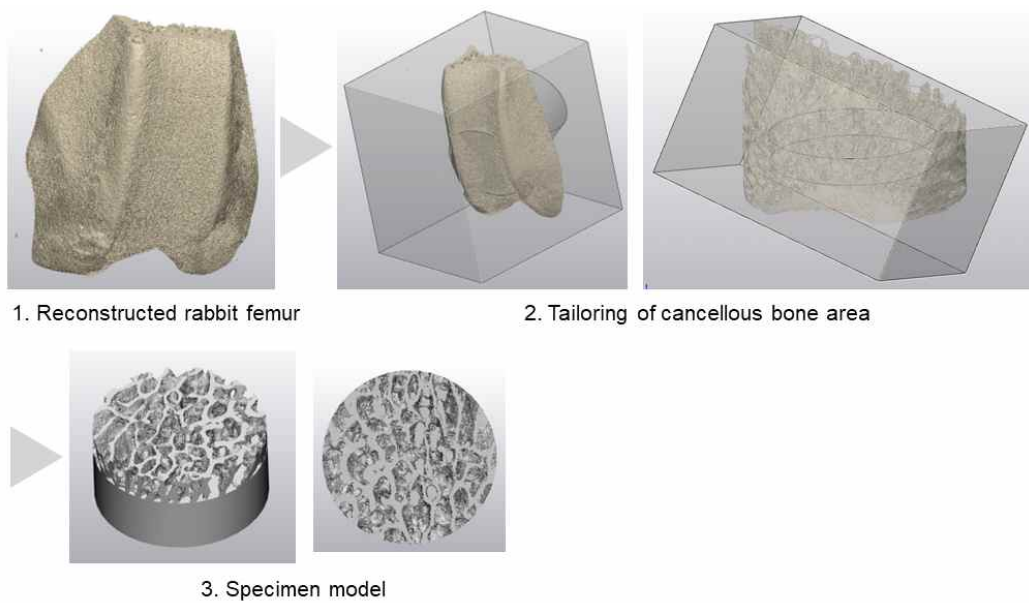 1. Reconstructed rabbit femur
2. Tailoring of cancellous bone area
3. Specimen model